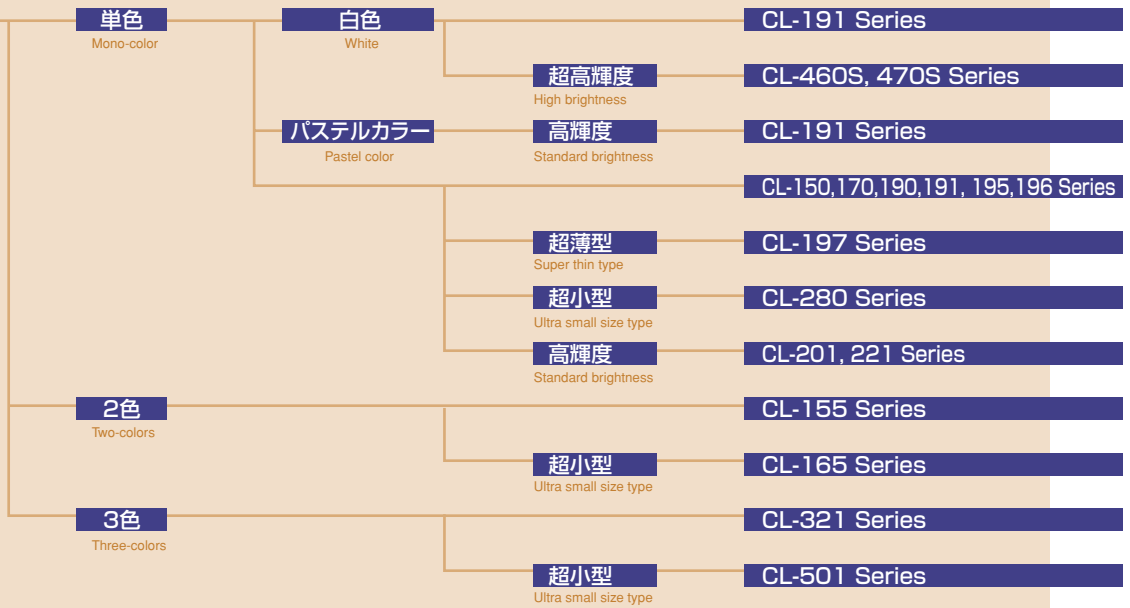 単色
Mono-color
白色
White
CL-191 Series
超高輝度
High brightness
CL-460S, 470S Series
パステルカラー
Pastel color
高輝度
Standard brightness
CL-191 Series
CL-150,170,190,191, 195,196 Series
超薄型
Super thin type
CL-197 Series
超小型
Ultra small size type
CL-280 Series
高輝度
Standard brightness
CL-201, 221 Series
2色
Two-colors
CL-155 Series
超小型
Ultra small size type
CL-165 Series
3色
Three-colors
CL-321 Series
超小型
Ultra small size type
CL-501 Series